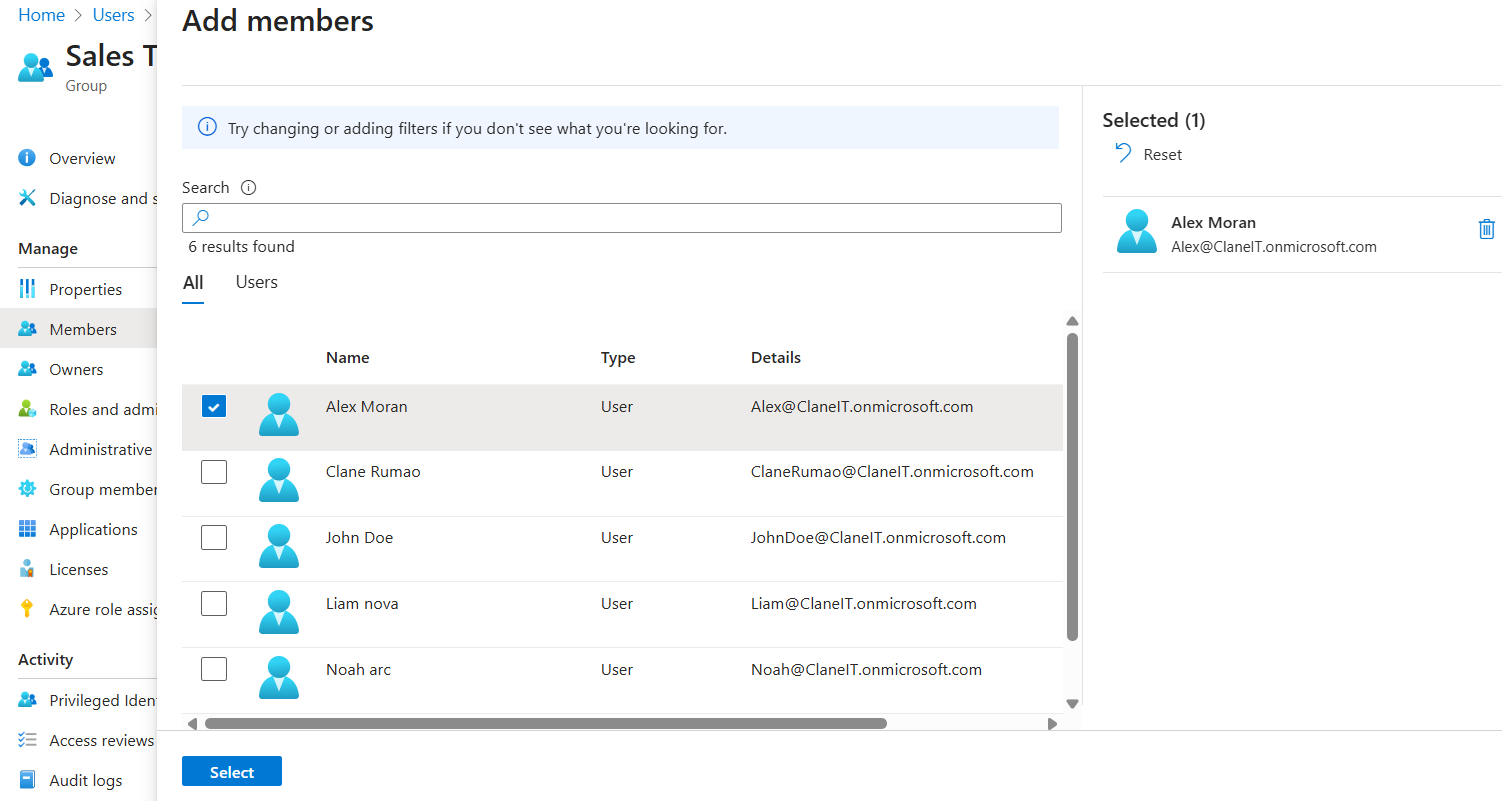 Home > Users >
Sales T
Group
Overview
Diagnose and s
Manage
Properties
Members
Owners
Roles and admi
Administrative
Group member
Applications
Licenses
Azure role assig
Activity
Privileged Iden
Access reviews
Audit logs
Add members
Try changing or adding filters if you don't see what you're looking for.
Search
6 results found
All Users
Name Type Details
Alex Moran User Alex@ClaneIT.onmicrosoft.com
Clane Rumao User ClaneRumao@ClaneIT.onmicrosoft.com
John Doe User JohnDoe@ClaneIT.onmicrosoft.com
Liam nova User Liam@ClaneIT.onmicrosoft.com
Noah arc User Noah@ClaneIT.onmicrosoft.com
Select
Selected (1)
Reset
Alex Moran
Alex@ClaneIT.onmicrosoft.com